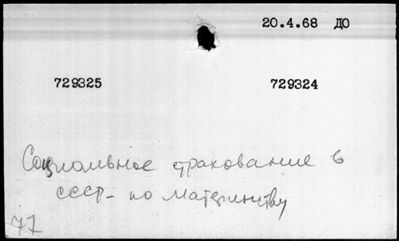 20.4.68 ДО
729325 729324
Социальное страхование в
СССР - по материнству
77